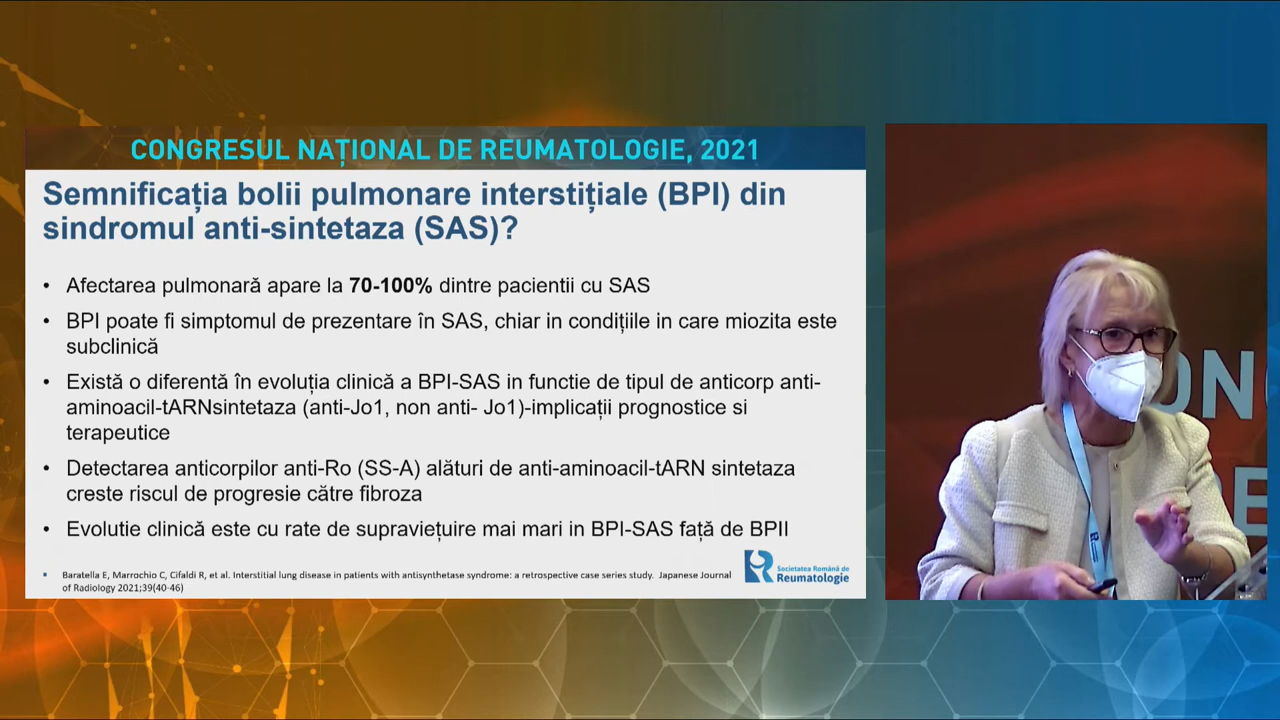 CONGRESUL NAȚIONAL DE REUMATOLOGIE, 2021
Semnificația bolii pulmonare interstițiale (BPI) din
sindromul anti-sintetaza (SAS)?
• Afectarea pulmonară apare la 70-100% dintre pacientii cu SAS
• BPI poate fi simptomul de prezentare în SAS, chiar in condițiile in care miozita este
subclinică
• Există o diferentă în evoluția clinică a BPI-SAS in functie de tipul de anticorp anti-
aminoacil-tARNsintetaza (anti-Jo1, non anti- Jo1)-implicații prognostice si
terapeutice
• Detectarea anticorpilor anti-Ro (SS-A) alături de anti-aminoacil-tARN sintetaza
creste riscul de progresie către fibroza
• Evolutie clinică este cu rate de supraviețuire mai mari in BPI-SAS față de BPII
Baratella E, Marrochio C, Cifaldi R, et al. Interstitial lung disease in patients with antisynthetase syndrome: a retrospective case series study. Japanese Journal
of Radiology 2021;39(40-46)
Societatea Română de
Reumatologie
ON
DE